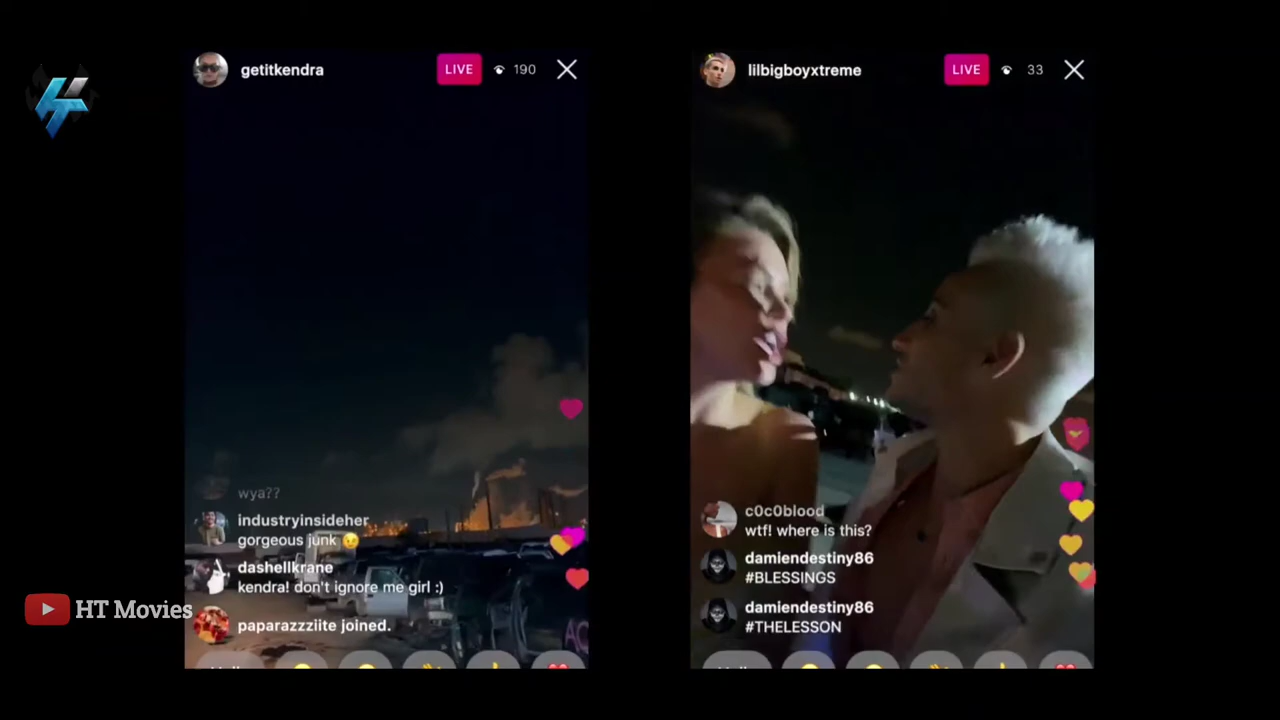 getitkendra
LIVE
190
wya??
industryinsideher
gorgeous junk 😉
dashellkrane
kendra! don't ignore me girl :)
paparazzziite joined.
HT Movies
lilbigboyxtreme
LIVE
33
c0c0blood
wtf! where is this?
damiendestiny86
#BLESSINGS
damiendestiny86
#THELESSON